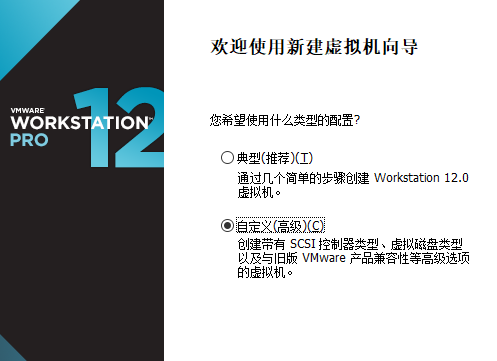 欢迎使用新建虚拟机向导
VMWARE
WORKSTATION™
PRO
12
您希望使用什么类型的配置?
典型(推荐)(T)
通过几个简单的步骤创建 Workstation 12.0
虚拟机。
自定义(高级)(C)
创建带有 SCSI 控制器类型、虚拟磁盘类型
以及与旧版 VMware 产品兼容性等高级选项
的虚拟机。